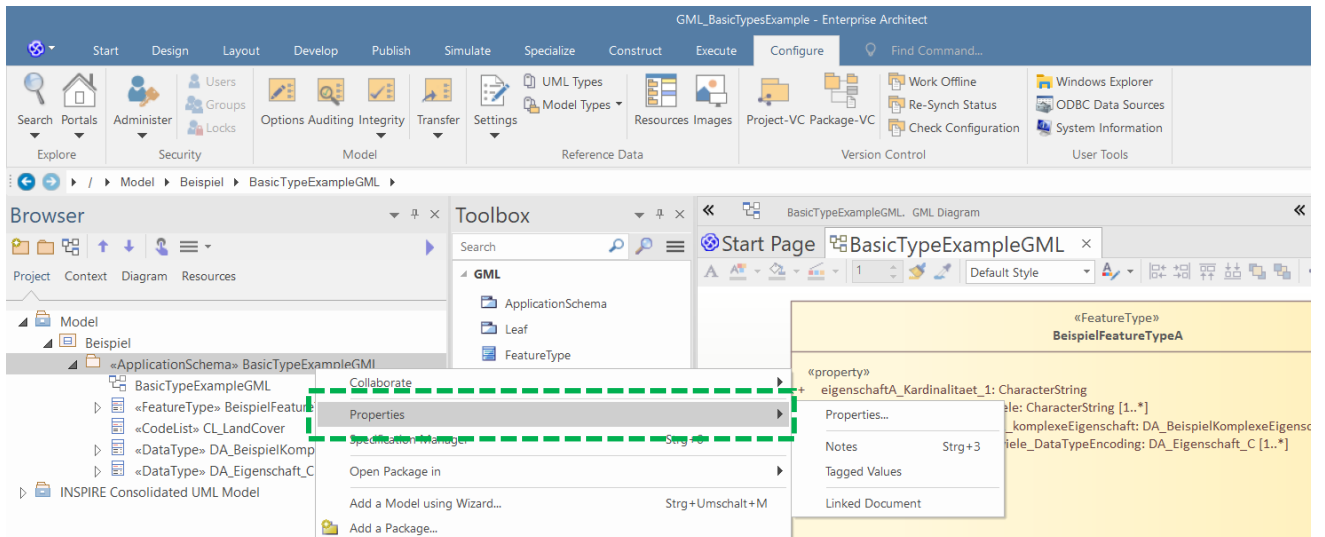 GML_BasicTypesExample - Enterprise Architect
Start Design Layout Develop Publish Simulate Specialize Construct Execute Configure Find Command...
Users
Groups
Locks
UML Types
Model Types
Work Offline
Re-Synch Status
Check Configuration
Windows Explorer
ODBC Data Sources
System Information
Search Portals Administer Options Auditing Integrity Transfer Settings Resources Images Project-VC Package-VC
Explore Security Model Reference Data Version Control User Tools
/ Model Beispiel BasicTypeExampleGML
Browser
Project Context Diagram Resources
Model
Beispiel
«ApplicationSchema» BasicTypeExampleGML
BasicTypeExampleGML
«FeatureType» BeispielFeature
«CodeList» CL_LandCover
«DataType» DA_BeispielKomp
«DataType» DA_Eigenschaft_C
INSPIRE Consolidated UML Model
Toolbox
Search
GML
ApplicationSchema
Leaf
FeatureType
Collaborate
Properties
Specification Manager
Open Package in
Add a Model using Wizard... Strg+Umschalt+M
Add a Package...
Properties...
Notes Strg+3
Tagged Values
Linked Document
BasicTypeExampleGML. GML Diagram
Start Page BasicTypeExampleGML ×
1 Default Style
«FeatureType»
BeispielFeatureTypeA
«property»
+ eigenschaftA_Kardinalitaet_1: CharacterString
ele: CharacterString [1..*]
_komplexeEigenschaft: DA_BeispielKomplexeEigensc
iele_DataTypeEncoding: DA_Eigenschaft_C [1..*]